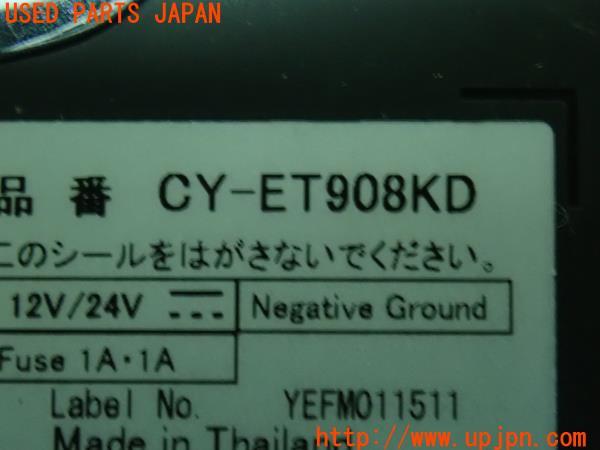 USED PARTS JAPAN
品番 CY-ET908KD
このシールをはがさないでください。
12V/24V Negative Ground
Fuse 1A・1A
Label No. YEFM011511
Made in Thailand
http://www.upjpn.com